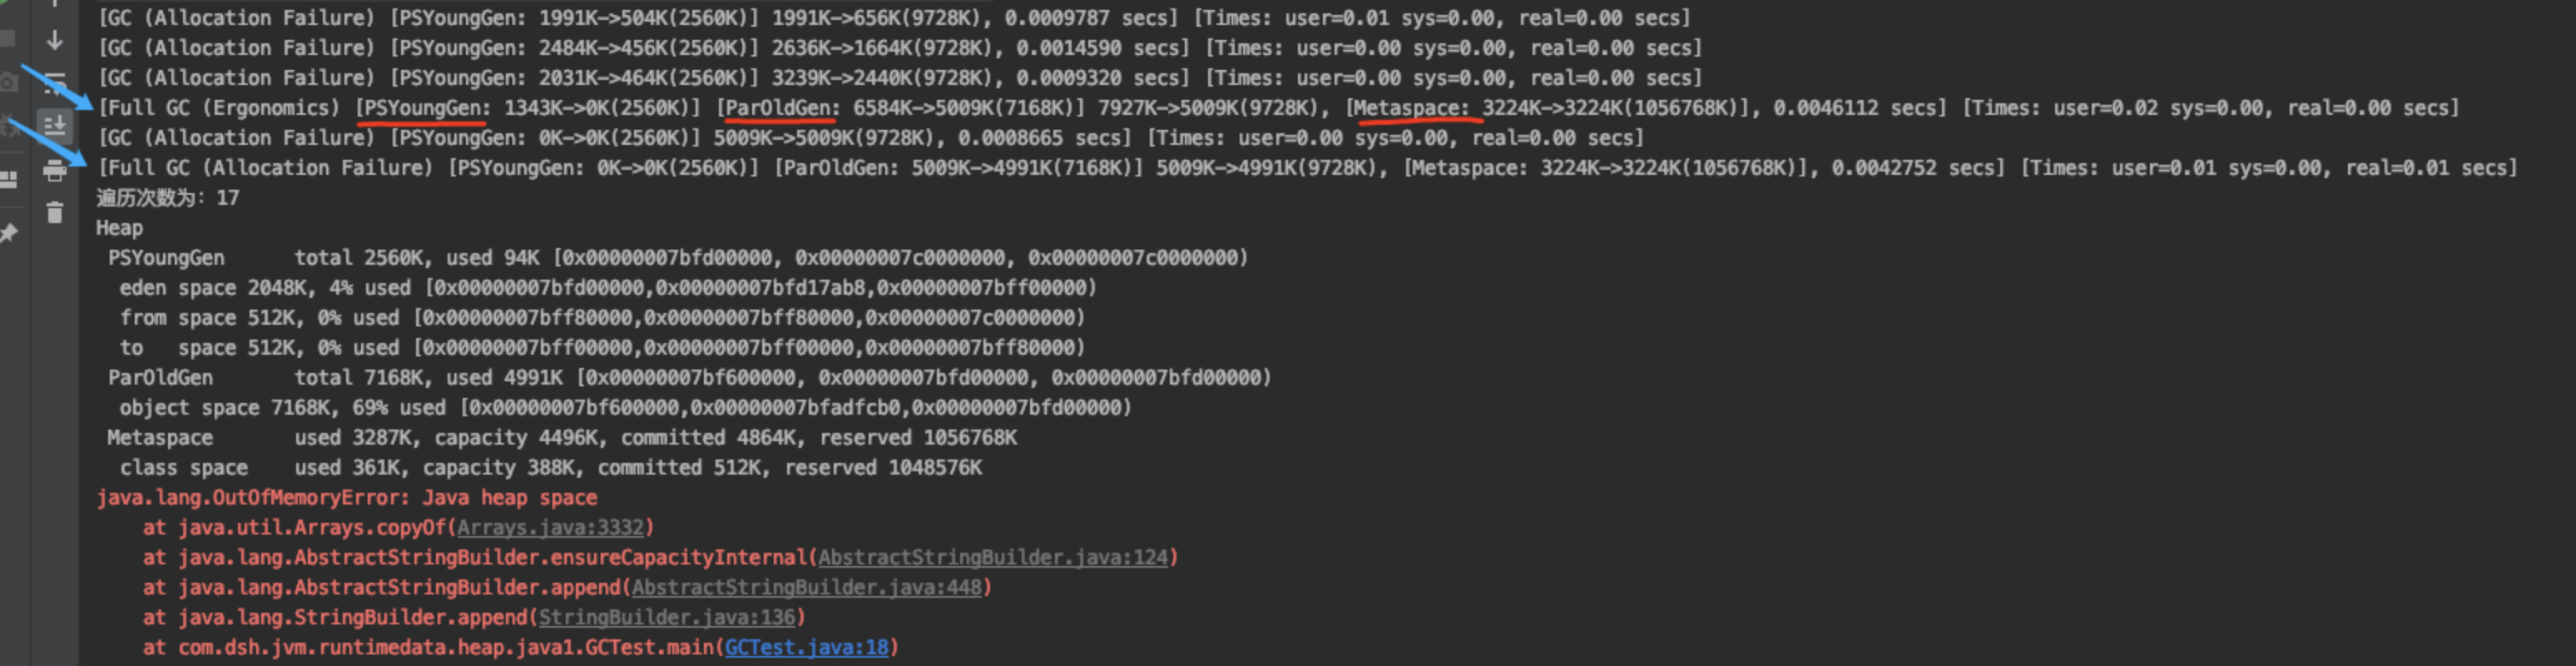 [GC (Allocation Failure) [PSYoungGen: 1991K->504K(2560K)] 1991K->656K(9728K), 0.0009787 secs] [Times: user=0.01 sys=0.00, real=0.00 secs]
[GC (Allocation Failure) [PSYoungGen: 2484K->456K(2560K)] 2636K->1664K(9728K), 0.0014590 secs] [Times: user=0.00 sys=0.00, real=0.00 secs]
[GC (Allocation Failure) [PSYoungGen: 2031K->464K(2560K)] 3239K->2440K(9728K), 0.0009320 secs] [Times: user=0.00 sys=0.00, real=0.00 secs]
[Full GC (Ergonomics) [PSYoungGen: 1343K->0K(2560K)] [ParOldGen: 6584K->5009K(7168K)] 7927K->5009K(9728K), [Metaspace: 3224K->3224K(1056768K)], 0.0046112 secs] [Times: user=0.02 sys=0.00, real=0.00 secs]
[GC (Allocation Failure) [PSYoungGen: 0K->0K(2560K)] 5009K->5009K(9728K), 0.0008665 secs] [Times: user=0.00 sys=0.00, real=0.00 secs]
[Full GC (Allocation Failure) [PSYoungGen: 0K->0K(2560K)] [ParOldGen: 5009K->4991K(7168K)] 5009K->4991K(9728K), [Metaspace: 3224K->3224K(1056768K)], 0.0042752 secs] [Times: user=0.01 sys=0.00, real=0.01 secs]
遍历次数为：17
Heap
PSYoungGen total 2560K, used 94K [0x00000007bfd00000, 0x00000007c0000000, 0x00000007c0000000)
eden space 2048K, 4% used [0x00000007bfd00000,0x00000007bfd17ab8,0x00000007bff00000)
from space 512K, 0% used [0x00000007bff80000,0x00000007bff80000,0x00000007c0000000)
to space 512K, 0% used [0x00000007bff00000,0x00000007bff00000,0x00000007bff80000)
ParOldGen total 7168K, used 4991K [0x00000007bf600000, 0x00000007bfd00000, 0x00000007bfd00000)
object space 7168K, 69% used [0x00000007bf600000,0x00000007bfadfcb0,0x00000007bfd00000)
Metaspace used 3287K, capacity 4496K, committed 4864K, reserved 1056768K
class space used 361K, capacity 388K, committed 512K, reserved 1048576K
java.lang.OutOfMemoryError: Java heap space
at java.util.Arrays.copyOf(Arrays.java:3332)
at java.lang.AbstractStringBuilder.ensureCapacityInternal(AbstractStringBuilder.java:124)
at java.lang.AbstractStringBuilder.append(AbstractStringBuilder.java:448)
at java.lang.StringBuilder.append(StringBuilder.java:136)
at com.dsh.jvm.runtimedata.heap.java1.GCTest.main(GCTest.java:18)